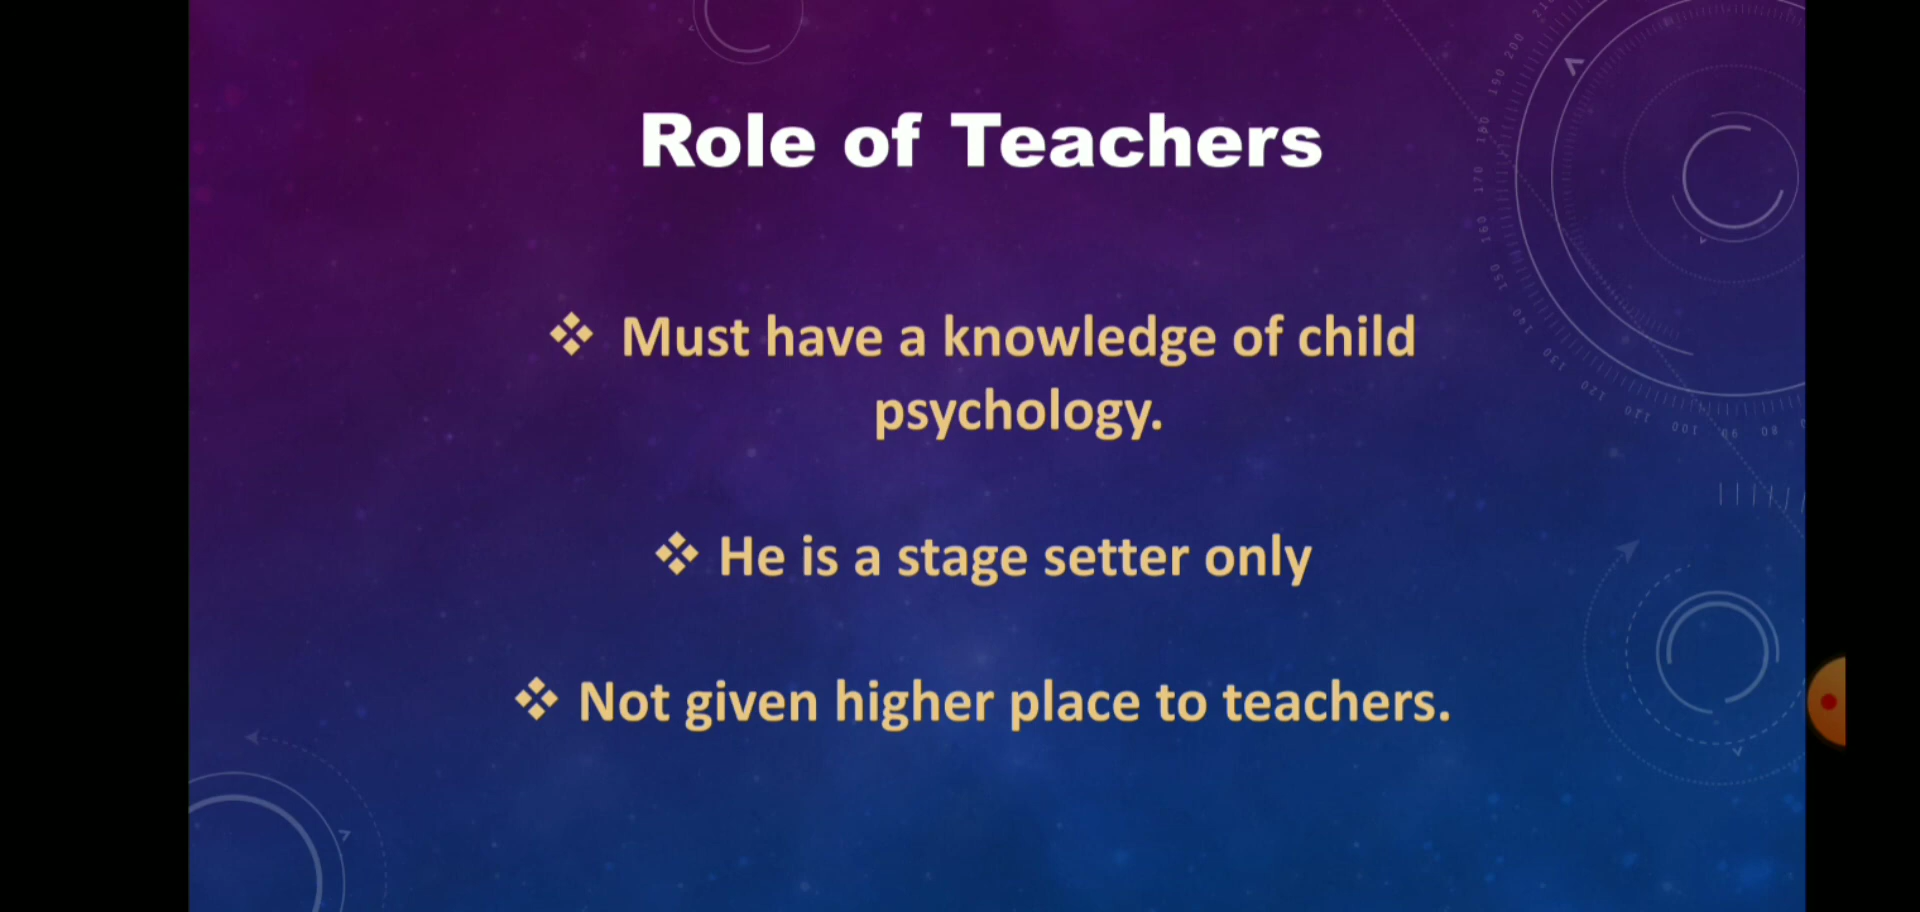 Role of Teachers
❖ Must have a knowledge of child
psychology.
❖ He is a stage setter only
❖ Not given higher place to teachers.